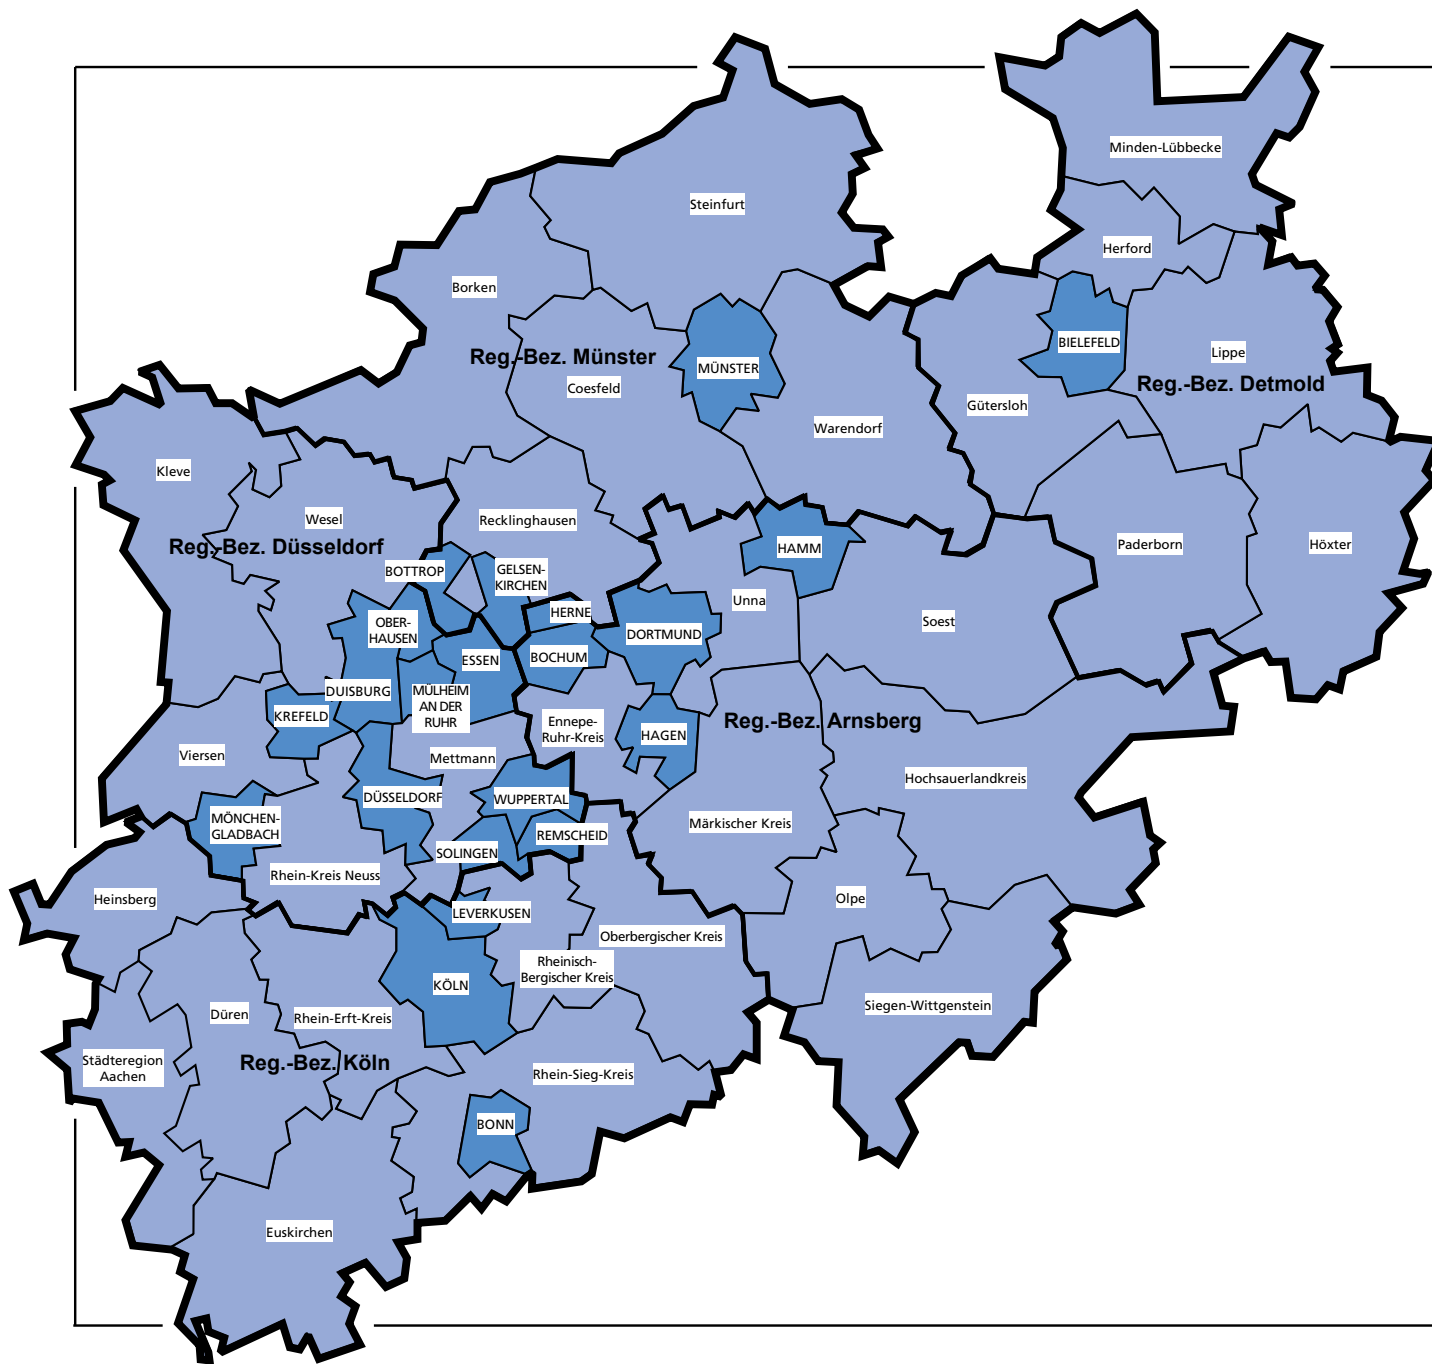 Minden-Lübbecke
Steinfurt
Herford
Borken
BIELEFELD
Lippe
Reg.-Bez. Münster
MÜNSTER
Coesfeld
Reg.-Bez. Detmold
Gütersloh
Warendorf
Kleve
Wesel
Recklinghausen
Reg.-Bez. Düsseldorf
HAMM
Paderborn
Höxter
BOTTROP
GELSEN-
KIRCHEN
Unna
HERNE
OBER-
HAUSEN
DORTMUND
Soest
ESSEN
BOCHUM
DUISBURG
MÜLHEIM
AN DER
RUHR
KREFELD
Ennepe-
Ruhr-Kreis
HAGEN
Reg.-Bez. Arnsberg
Viersen
Mettmann
Hochsauerlandkreis
DÜSSELDORF
WUPPERTAL
MÖNCHEN-
GLADBACH
REMSCHEID
Märkischer Kreis
SOLINGEN
Rhein-Kreis Neuss
Heinsberg
Olpe
LEVERKUSEN
Oberbergischer Kreis
Rheinisch-
Bergischer Kreis
KÖLN
Siegen-Wittgenstein
Düren
Rhein-Erft-Kreis
Städteregion
Aachen
Reg.-Bez. Köln
Rhein-Sieg-Kreis
BONN
Euskirchen